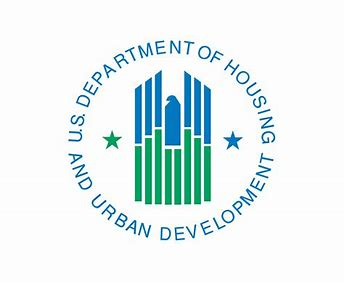 U.S. DEPARTMENT OF HOUSING
AND URBAN DEVELOPMENT